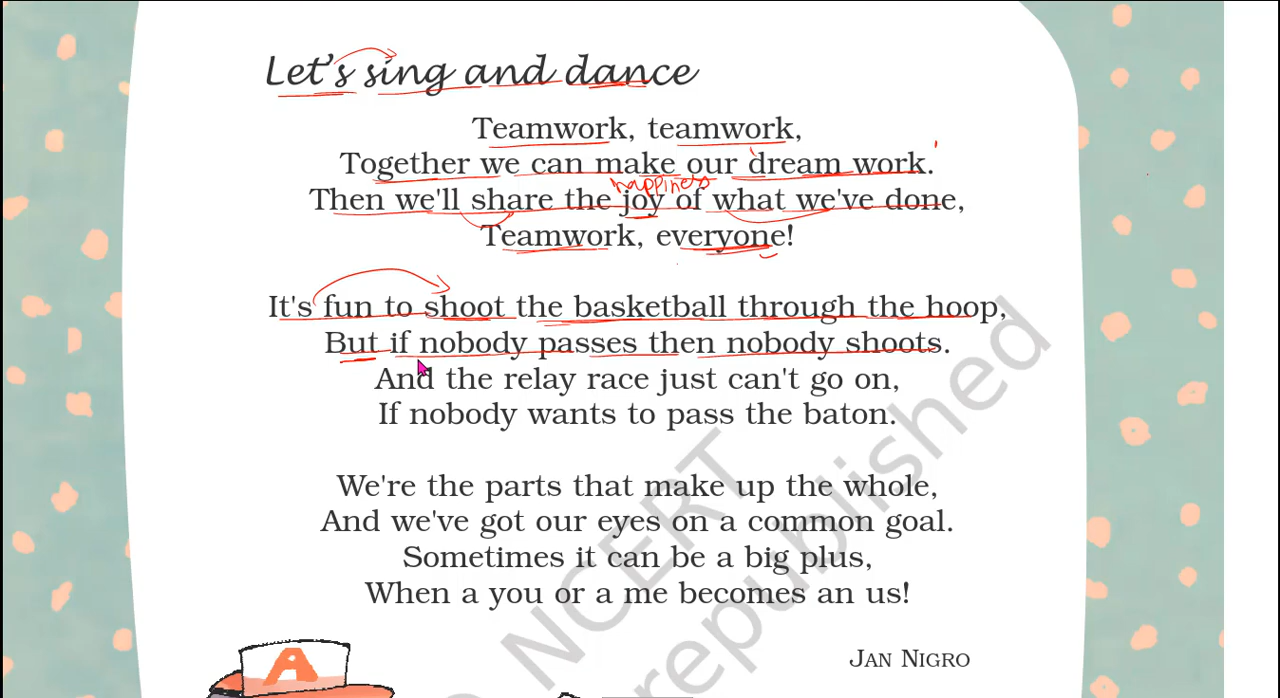 Let's sing and dance
Teamwork, teamwork,
Together we can make our dream work.
happiness
Then we'll share the joy of what we've done,
Teamwork, everyone!
It's fun to shoot the basketball through the hoop,
But if nobody passes then nobody shoots.
And the relay race just can't go on,
If nobody wants to pass the baton.
We're the parts that make up the whole,
And we've got our eyes on a common goal.
Sometimes it can be a big plus,
When a you or a me becomes an us!
JAN NIGRO
A
NCERT
republished